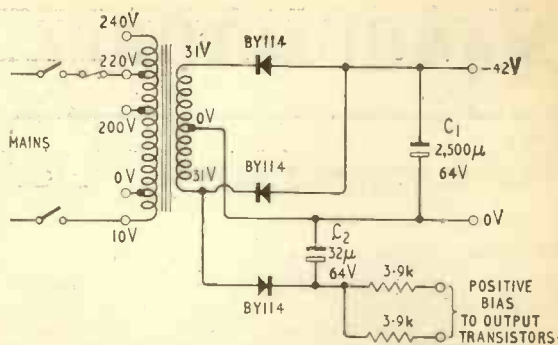 240V
31V
BY114
220V
-42V
0V
C1
2,500μ
64V
200V
MAINS
0V
31V
BY114
0V
10V
C2
32μ
64V
3·9k
BY114
3·9k
POSITIVE
BIAS
TO OUTPUT
TRANSISTORS